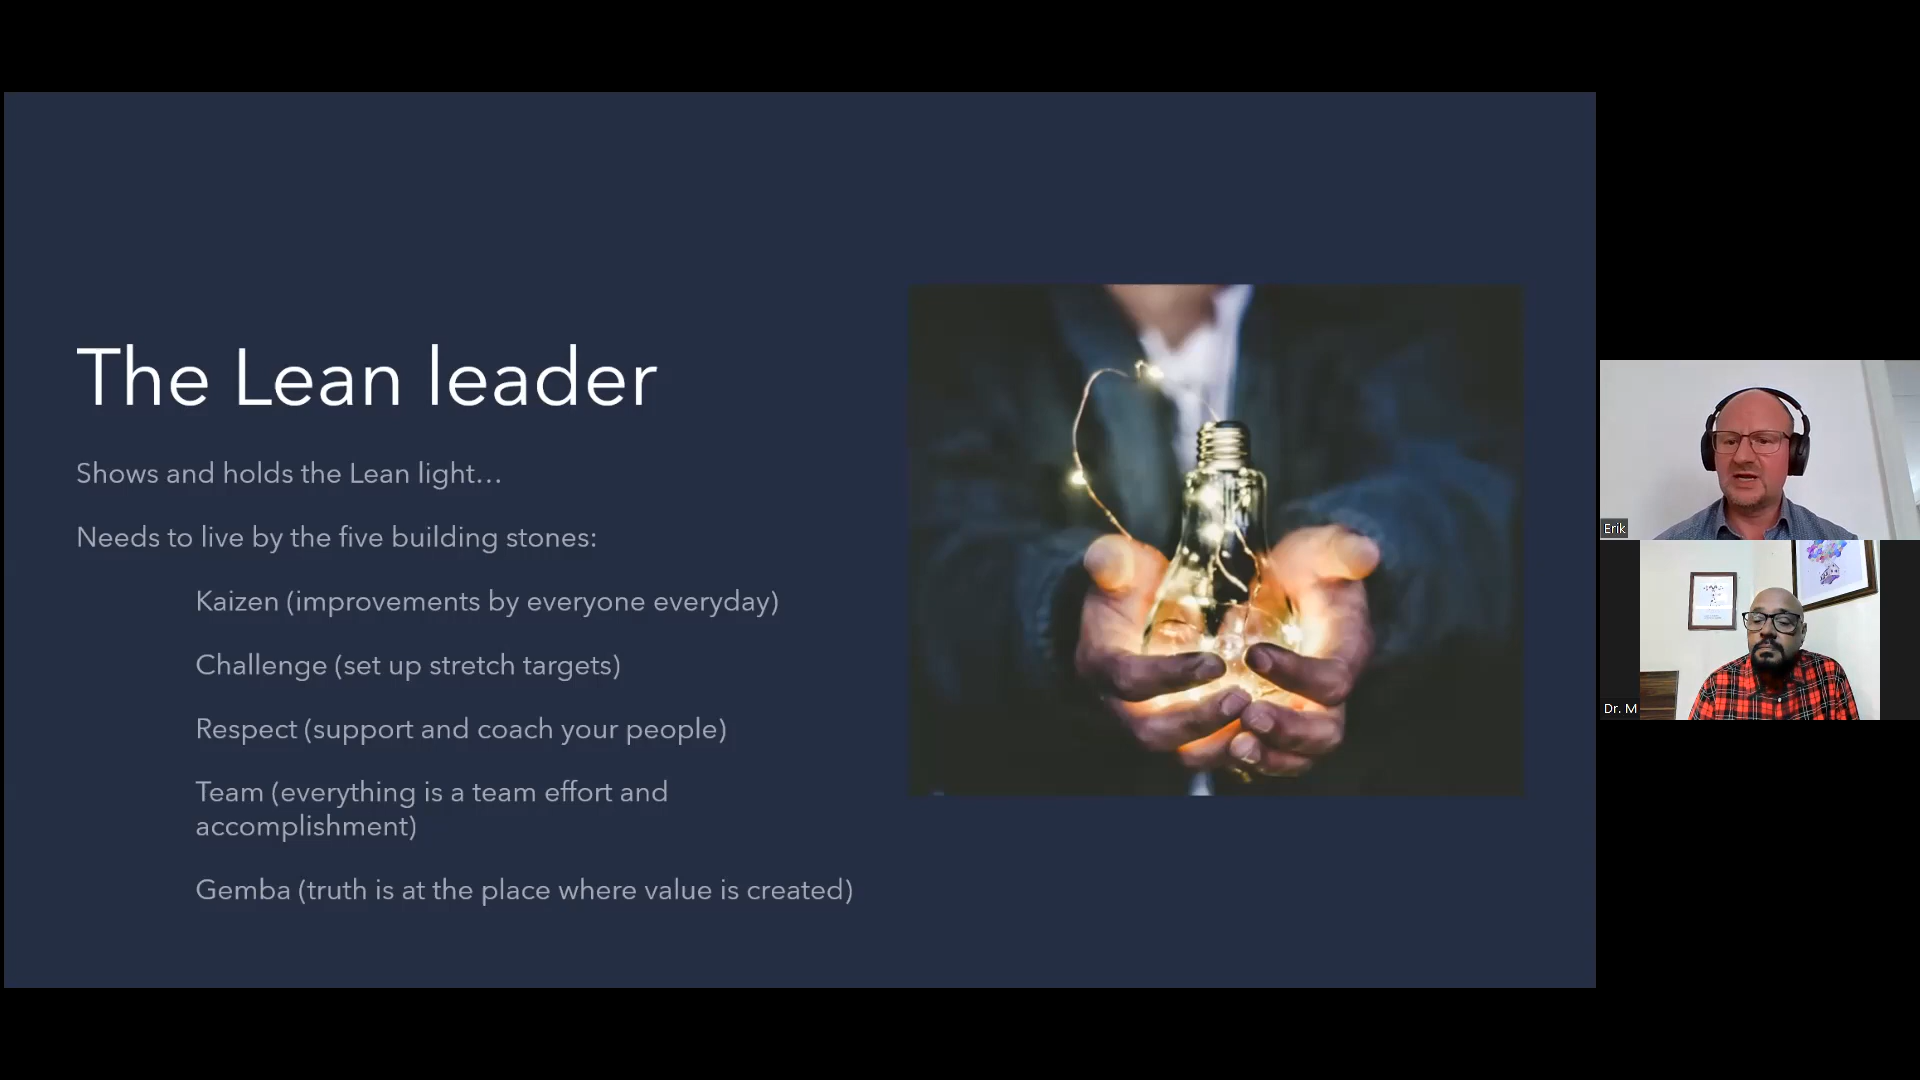 The Lean leader
Shows and holds the Lean light…
Needs to live by the five building stones:
Kaizen (improvements by everyone everyday)
Challenge (set up stretch targets)
Respect (support and coach your people)
Team (everything is a team effort and
accomplishment)
Gemba (truth is at the place where value is created)
Erik
Dr. M